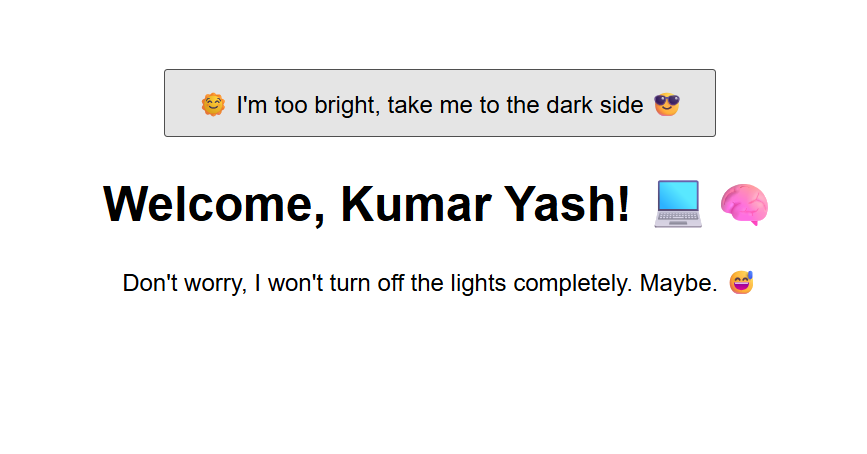 🌞 I'm too bright, take me to the dark side 😎
Welcome, Kumar Yash! 💻 🧠
Don't worry, I won't turn off the lights completely. Maybe. 😅